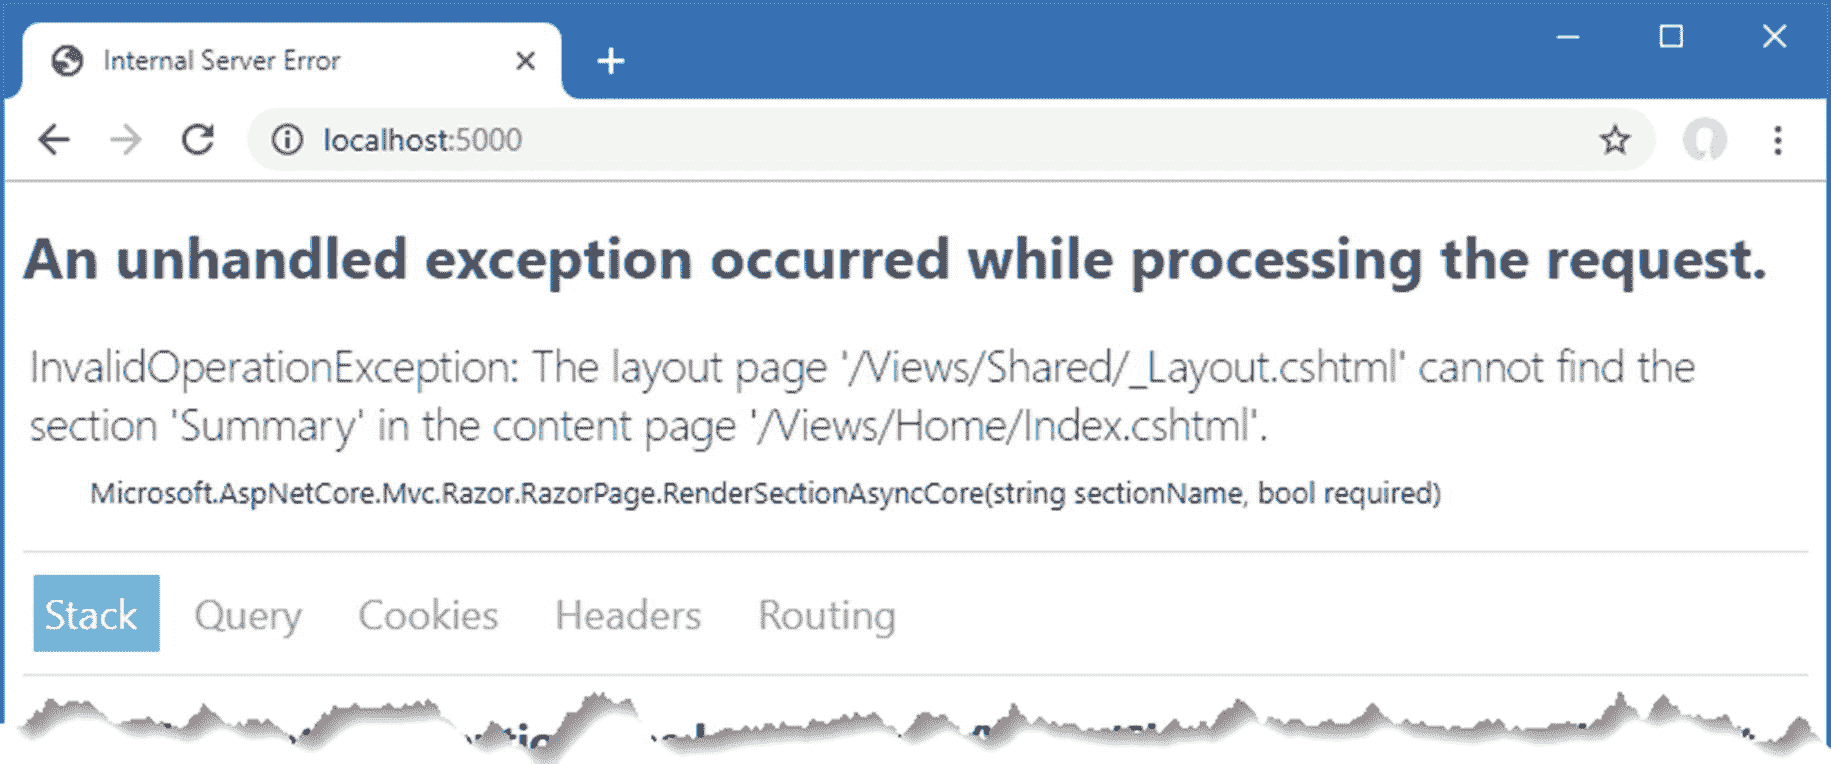 Internal Server Error
localhost:5000
An unhandled exception occurred while processing the request.
InvalidOperationException: The layout page '/Views/Shared/_Layout.cshtml' cannot find the
section 'Summary' in the content page '/Views/Home/Index.cshtml'.
Microsoft.AspNetCore.Mvc.Razor.RazorPage.RenderSectionAsyncCore(string sectionName, bool required)
Stack Query Cookies Headers Routing